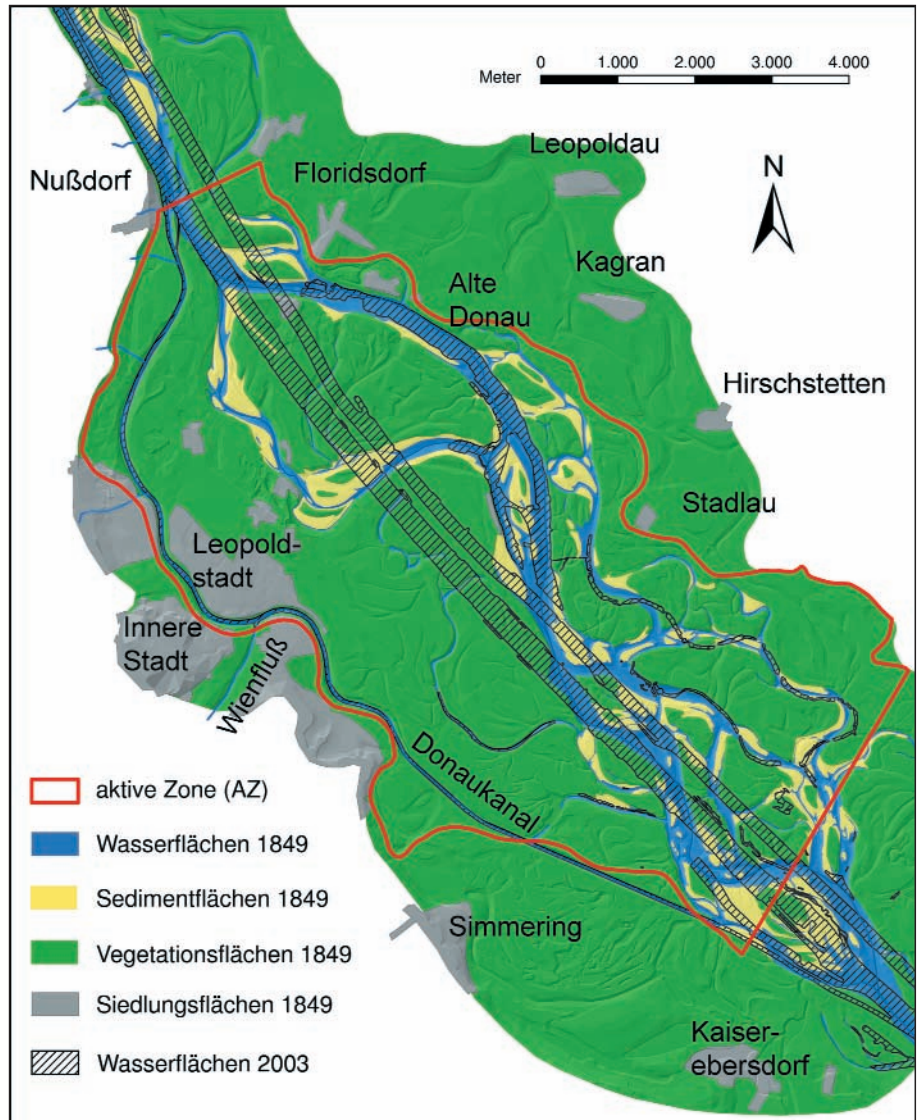 Meter 0 1.000 2.000 3.000 4.000
Leopoldau
N
Nußdorf
Floridsdorf
Kagran
Alte
Donau
Hirschstetten
Stadlau
Leopold-
stadt
Innere
Stadt
Wienfluß
Donaukanal
aktive Zone (AZ)
Wasserflächen 1849
Sedimentflächen 1849
Vegetationsflächen 1849
Siedlungsflächen 1849
Wasserflächen 2003
Simmering
Kaiser-
ebersdorf